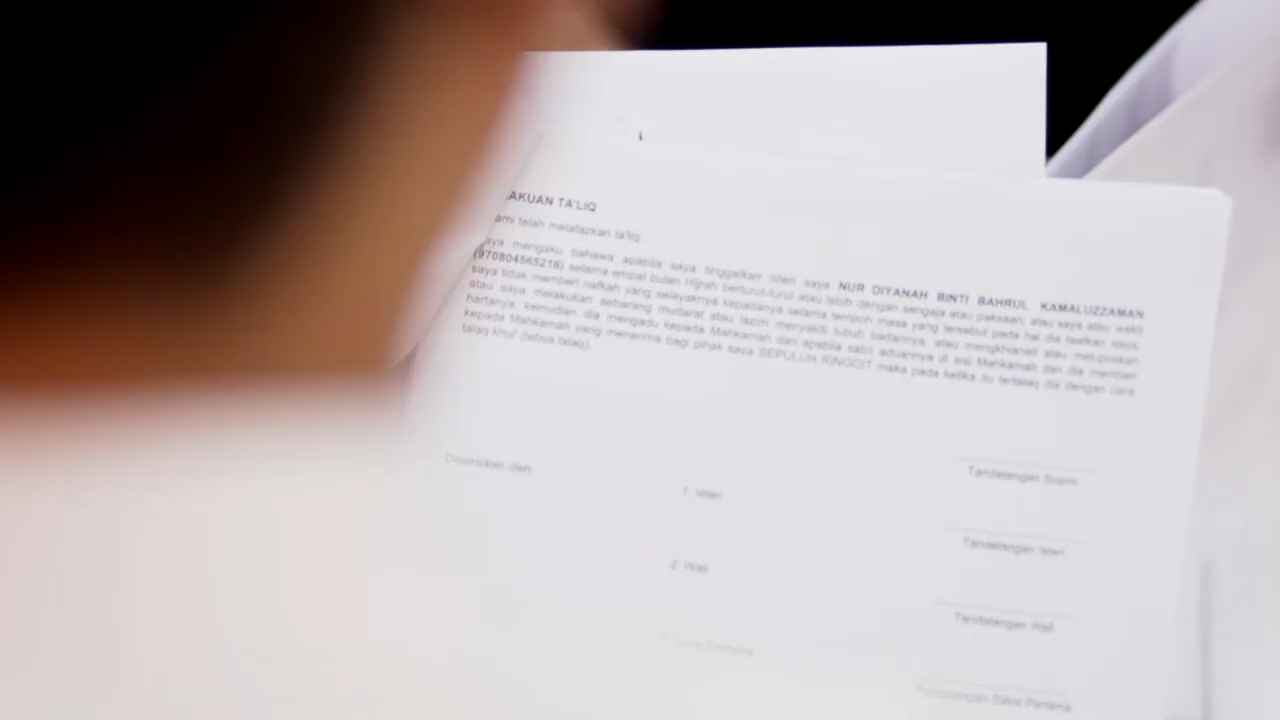 AKUAN TA'LIQ
ami telah melafazkan ta'liq
saya mengaku bahawa apabila saya tinggalkan isteri saya NUR DIYANAH BINTI BAHRUL KAMALUZZAMAN
(970804565216) selama empat bulan Hijrah berturut-turut atau lebih dengan sengaja atau paksaan, atau saya atau wakil
saya tidak memberi nafkah yang selayaknya kepadanya selama tempoh masa yang tersebut pada hal dia taatkan saya,
atau saya melakukan sebarang mudarat atau lazim menyakiti tubuh badannya, atau mengkhianati atau melupuskan
hartanya, kemudian dia mengadu kepada Mahkamah dan apabila sabit aduannya di sisi Mahkamah dan dia memberi
kepada Mahkamah yang menerima bagi pihak saya SEPULUH RINGGIT maka pada ketika itu tertalaq dia dengan cara
talaq khul' (tebus talaq).
Disaksikan oleh:
Tandatangan Suami
1. Isteri
Tandatangan Isteri
2. Wali
Tandatangan Wali
Tandatangan Saksi Pertama